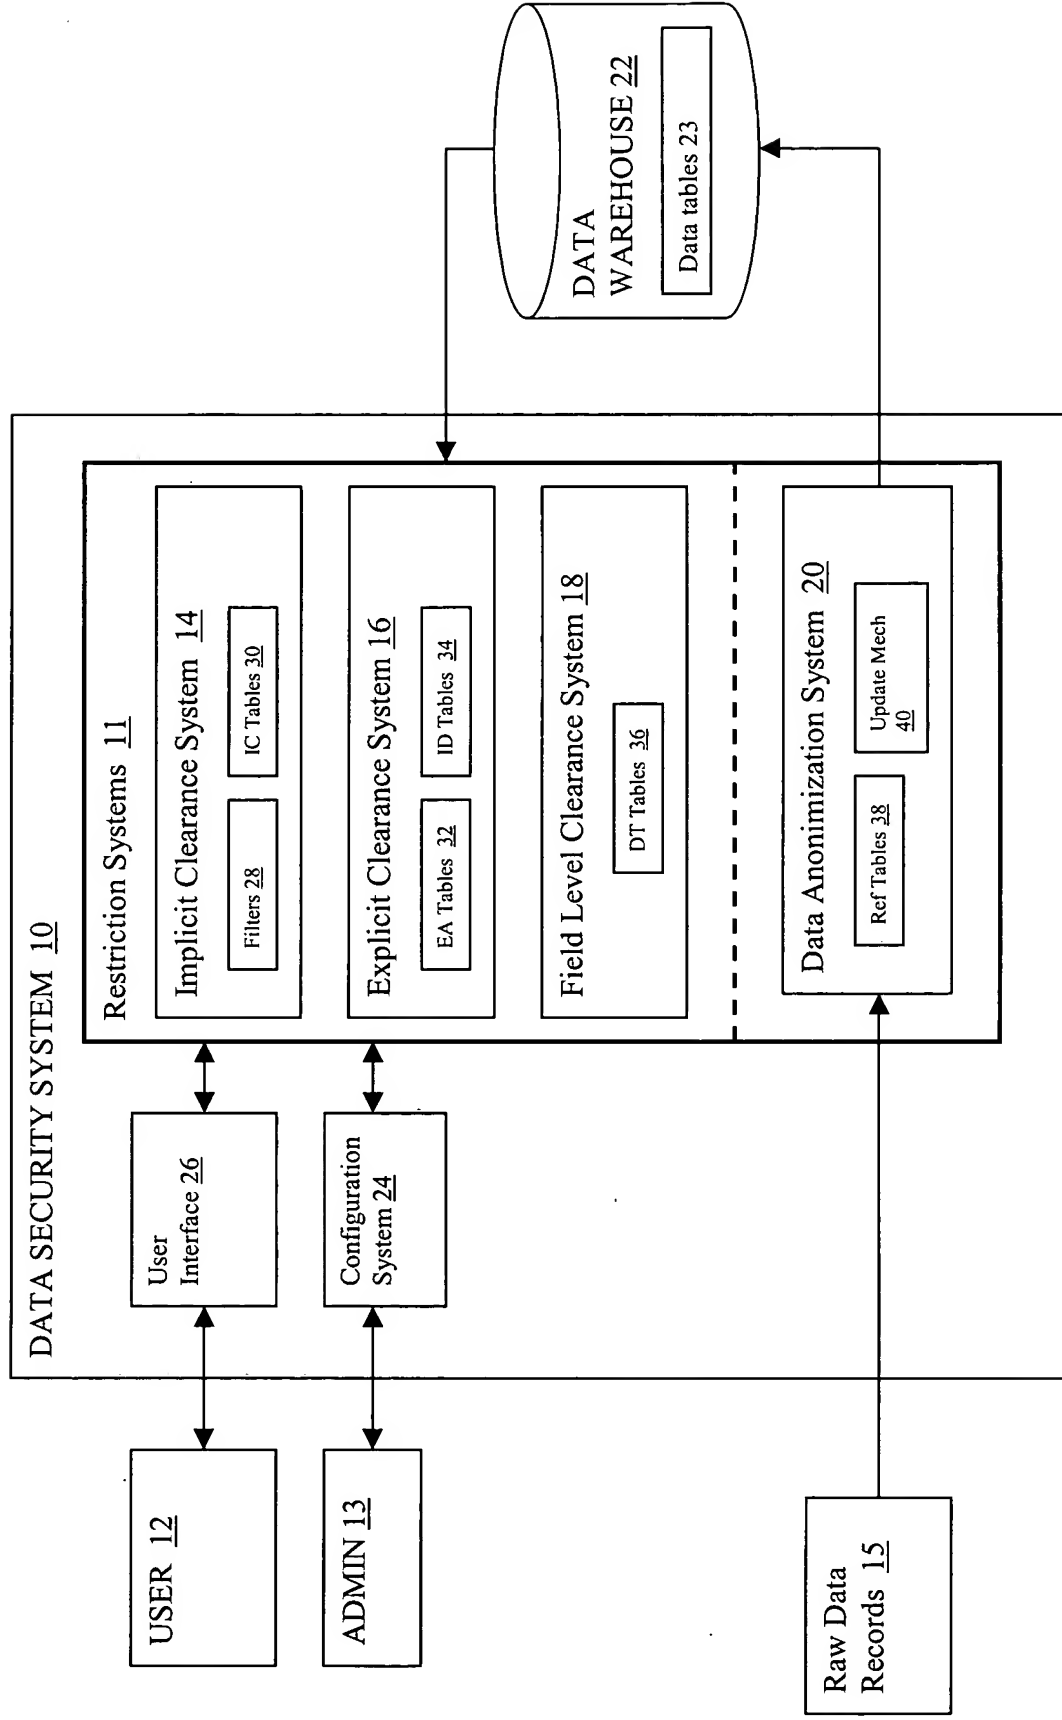 DATA SECURITY SYSTEM 10
Restriction Systems 11
Implicit Clearance System 14
Filters 28
IC Tables 30
Explicit Clearance System 16
EA Tables 32
ID Tables 34
Field Level Clearance System 18
DT Tables 36
Data Anonimization System 20
Ref Tables 38
Update Mech
40
User
Interface 26
Configuration
System 24
USER 12
ADMIN 13
Raw Data
Records 15
DATA
WAREHOUSE 22
Data tables 23